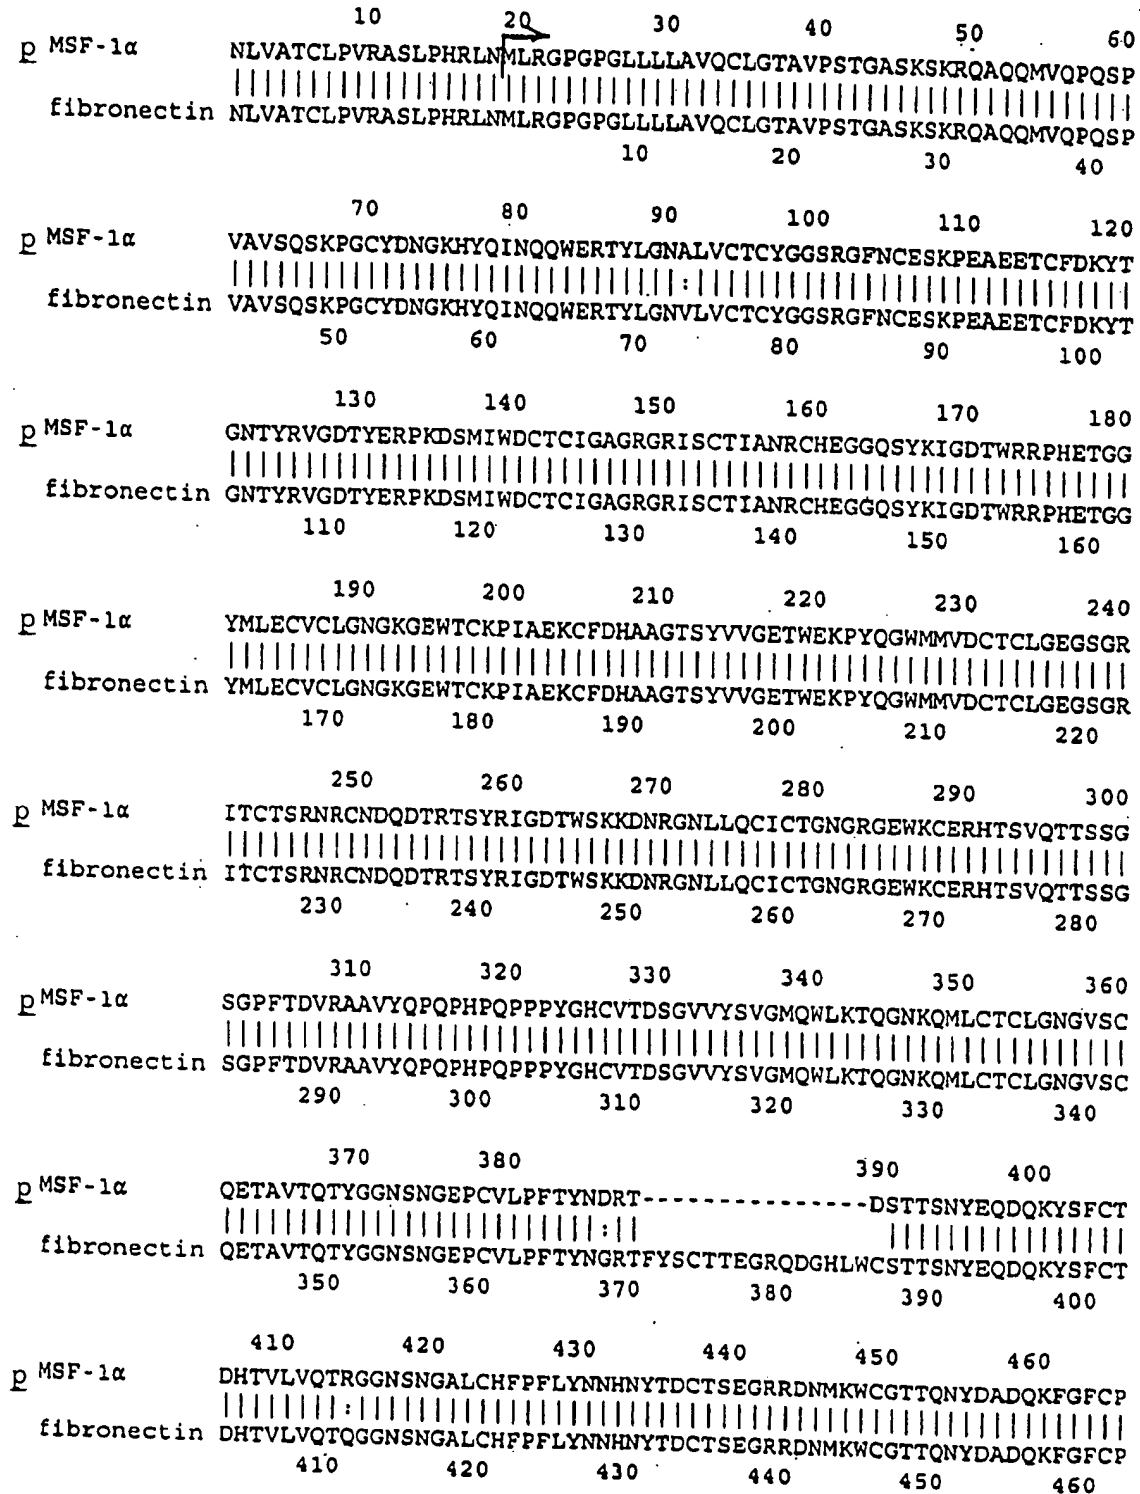 10 20 30 40 50 60
p MSF-1α NLVATCLPVRASLPHRLNMLRGPGPGLLLLAVQCLGTAVPSTGASKSKRQAQQMVQPQSP
||||||||||||||||||||||||||||||||||||||||||||||||||||||||||||
fibronectin NLVATCLPVRASLPHRLNMLRGPGPGLLLLAVQCLGTAVPSTGASKSKRQAQQMVQPQSP
10 20 30 40
70 80 90 100 110 120
p MSF-1α VAVSQSKPGCYDNGKHYQINQQWERTYLGNALVCTCYGGSRGFNCESKPEAEETCFDKYT
||||||||||||||||||||||||||||||:|||||||||||||||||||||||||||||
fibronectin VAVSQSKPGCYDNGKHYQINQQWERTYLGNVLVCTCYGGSRGFNCESKPEAEETCFDKYT
50 60 70 80 90 100
130 140 150 160 170 180
p MSF-1α GNTYRVGDTYERPKDSMIWDCTCIGAGRGRISCTIANRCHEGGQSYKIGDTWRRPHETGG
||||||||||||||||||||||||||||||||||||||||||||||||||||||||||||
fibronectin GNTYRVGDTYERPKDSMIWDCTCIGAGRGRISCTIANRCHEGGQSYKIGDTWRRPHETGG
110 120 130 140 150 160
190 200 210 220 230 240
p MSF-1α YMLECVCLGNGKGEWTCKPIAEKCFDHAAGTSYVVGETWEKPYQGWMMVDCTCLGEGSGR
||||||||||||||||||||||||||||||||||||||||||||||||||||||||||||
fibronectin YMLECVCLGNGKGEWTCKPIAEKCFDHAAGTSYVVGETWEKPYQGWMMVDCTCLGEGSGR
170 180 190 200 210 220
250 260 270 280 290 300
p MSF-1α ITCTSRNRCNDQDTRTSYRIGDTWSKKDNRGNLLQCICTGNGRGEWKCERHTSVQTTSSG
||||||||||||||||||||||||||||||||||||||||||||||||||||||||||||
fibronectin ITCTSRNRCNDQDTRTSYRIGDTWSKKDNRGNLLQCICTGNGRGEWKCERHTSVQTTSSG
230 240 250 260 270 280
310 320 330 340 350 360
p MSF-1α SGPFTDVRAAVYQPQPHPQPPPYGHCVTDSGVVYSVGMQWLKTQGNKQMLCTCLGNGVSC
||||||||||||||||||||||||||||||||||||||||||||||||||||||||||||
fibronectin SGPFTDVRAAVYQPQPHPQPPPYGHCVTDSGVVYSVGMQWLKTQGNKQMLCTCLGNGVSC
290 300 310 320 330 340
370 380 390 400
p MSF-1α QETAVTQTYGGNSNGEPCVLPFTYNDRT---------------DSTTSNYEQDQKYSFCT
|||||||||||||||||||||||||:|| ||||||||||||||||
fibronectin QETAVTQTYGGNSNGEPCVLPFTYNGRTFYSCTTEGRQDGHLWCSTTSNYEQDQKYSFCT
350 360 370 380 390 400
410 420 430 440 450 460
p MSF-1α DHTVLVQTRGGNSNGALCHFPFLYNNHNYTDCTSEGRRDNMKWCGTTQNYDADQKFGFCP
||||||||:|||||||||||||||||||||||||||||||||||||||||||||||||||
fibronectin DHTVLVQTQGGNSNGALCHFPFLYNNHNYTDCTSEGRRDNMKWCGTTQNYDADQKFGFCP
410 420 430 440 450 460